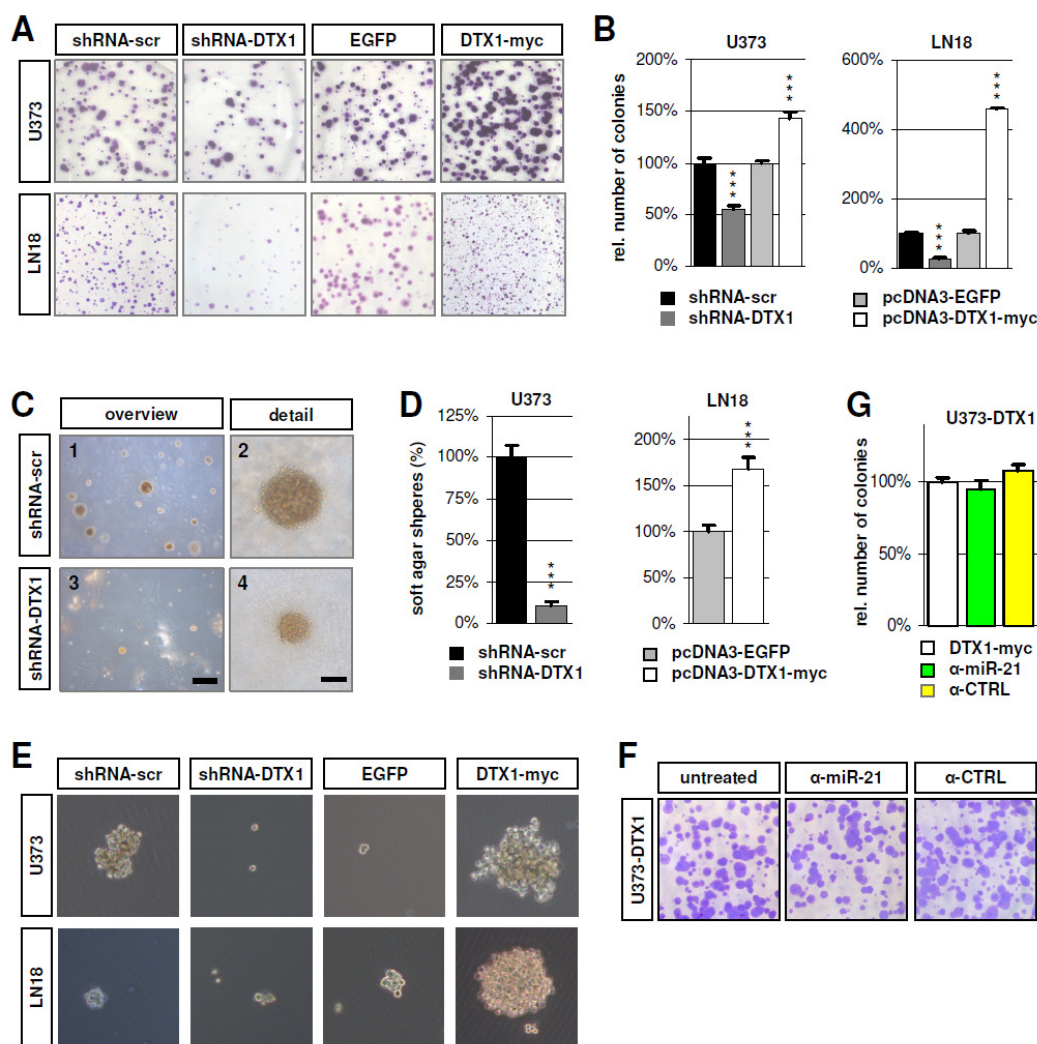 A
shRNA-scr
shRNA-DTX1
EGFP
DTX1-myc
U373
LN18
B
U373
LN18
rel. number of colonies
200%
150%
100%
50%
0%
***
***
600%
400%
200%
0%
***
***
shRNA-scr
shRNA-DTX1
pcDNA3-EGFP
pcDNA3-DTX1-myc
C
overview
detail
shRNA-scr
1
2
shRNA-DTX1
3
4
D
U373
soft agar shperes (%)
125%
100%
75%
50%
25%
0%
***
shRNA-scr
shRNA-DTX1
LN18
200%
150%
100%
50%
0%
***
pcDNA3-EGFP
pcDNA3-DTX1-myc
G
U373-DTX1
rel. number of colonies
100%
50%
0%
DTX1-myc
α-miR-21
α-CTRL
E
shRNA-scr
shRNA-DTX1
EGFP
DTX1-myc
U373
LN18
F
untreated
α-miR-21
α-CTRL
U373-DTX1